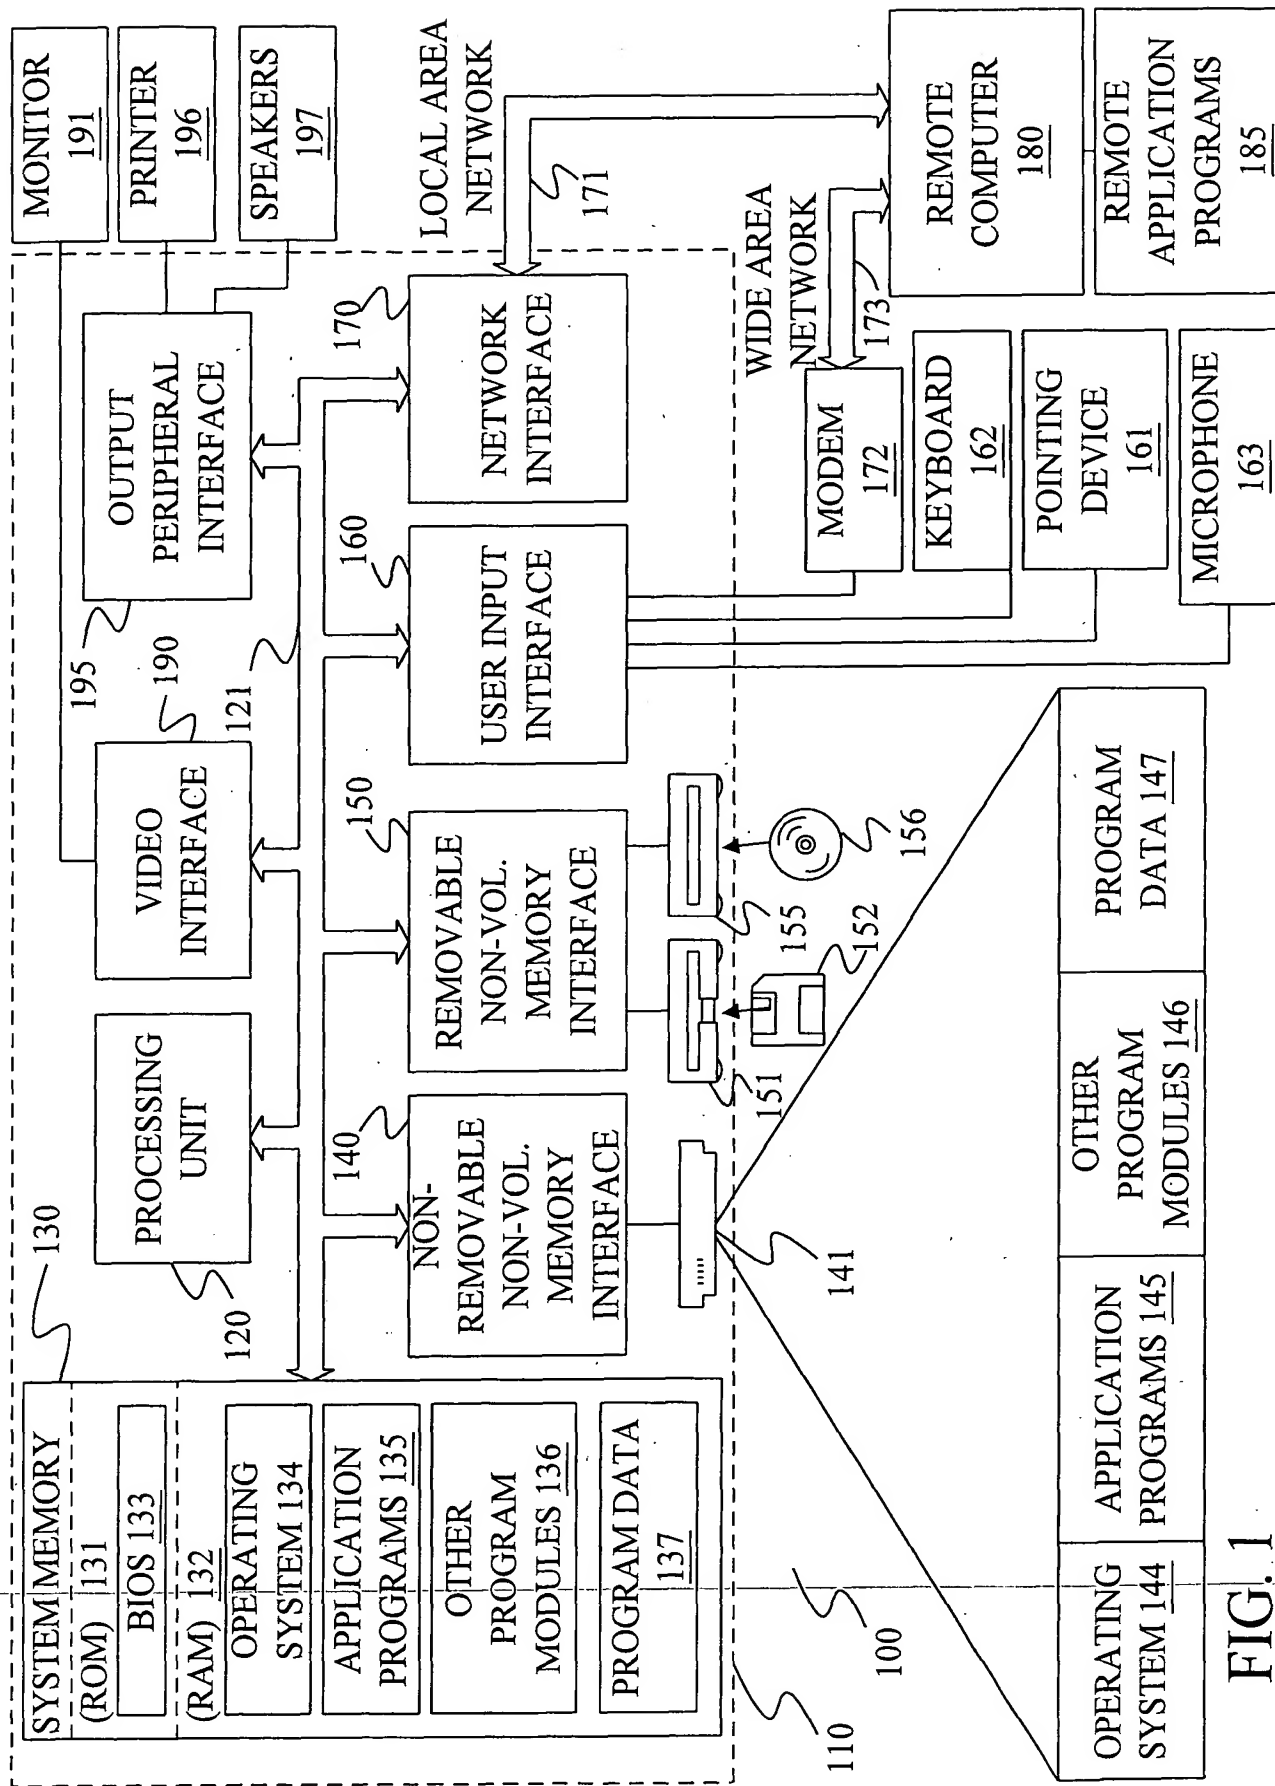 SYSTEM MEMORY
(ROM) 131
BIOS 133
(RAM) 132
OPERATING
SYSTEM 134
APPLICATION
PROGRAMS 135
OTHER
PROGRAM
MODULES 136
PROGRAM DATA
137
130
120
PROCESSING
UNIT
VIDEO
INTERFACE
190
121
195
OUTPUT
PERIPHERAL
INTERFACE
MONITOR
191
PRINTER
196
SPEAKERS
197
140
NON-
REMOVABLE
NON-VOL.
MEMORY
INTERFACE
150
REMOVABLE
NON-VOL.
MEMORY
INTERFACE
160
USER INPUT
INTERFACE
170
NETWORK
INTERFACE
LOCAL AREA
NETWORK
171
141
151
152
155
156
WIDE AREA
NETWORK
173
MODEM
172
KEYBOARD
162
POINTING
DEVICE
161
MICROPHONE
163
REMOTE
COMPUTER
180
REMOTE
APPLICATION
PROGRAMS
185
110
100
OPERATING
SYSTEM 144
APPLICATION
PROGRAMS 145
OTHER
PROGRAM
MODULES 146
PROGRAM
DATA 147
FIG. 1